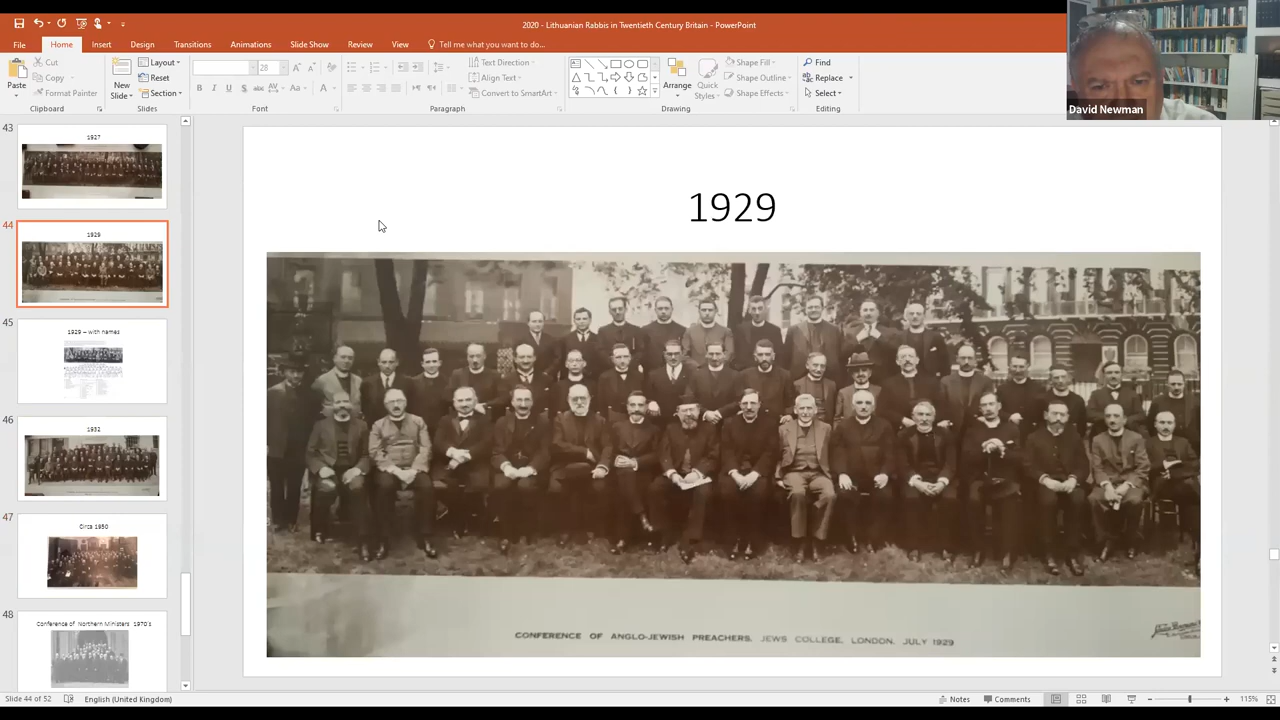 2020 - Lithuanian Rabbis in Twentieth Century Britain - PowerPoint
File Home Insert Design Transitions Animations Slide Show Review View Tell me what you want to do...
Paste
Cut
Copy
Format Painter
Clipboard
New Slide
Layout
Reset
Section
Slides
28
Font
Text Direction
Align Text
Convert to SmartArt
Paragraph
Arrange
Quick Styles
Shape Fill
Shape Outline
Shape Effects
Drawing
Find
Replace
Select
Editing
David Newman
43
1927
44
1929
45
1929 – with names
46
1932
47
Circa 1950
48
Conference of Northern Ministers 1970's
1929
CONFERENCE OF ANGLO-JEWISH PREACHERS, JEWS COLLEGE, LONDON, JULY 1929
Slide 44 of 52 English (United Kingdom) Notes Comments 115%